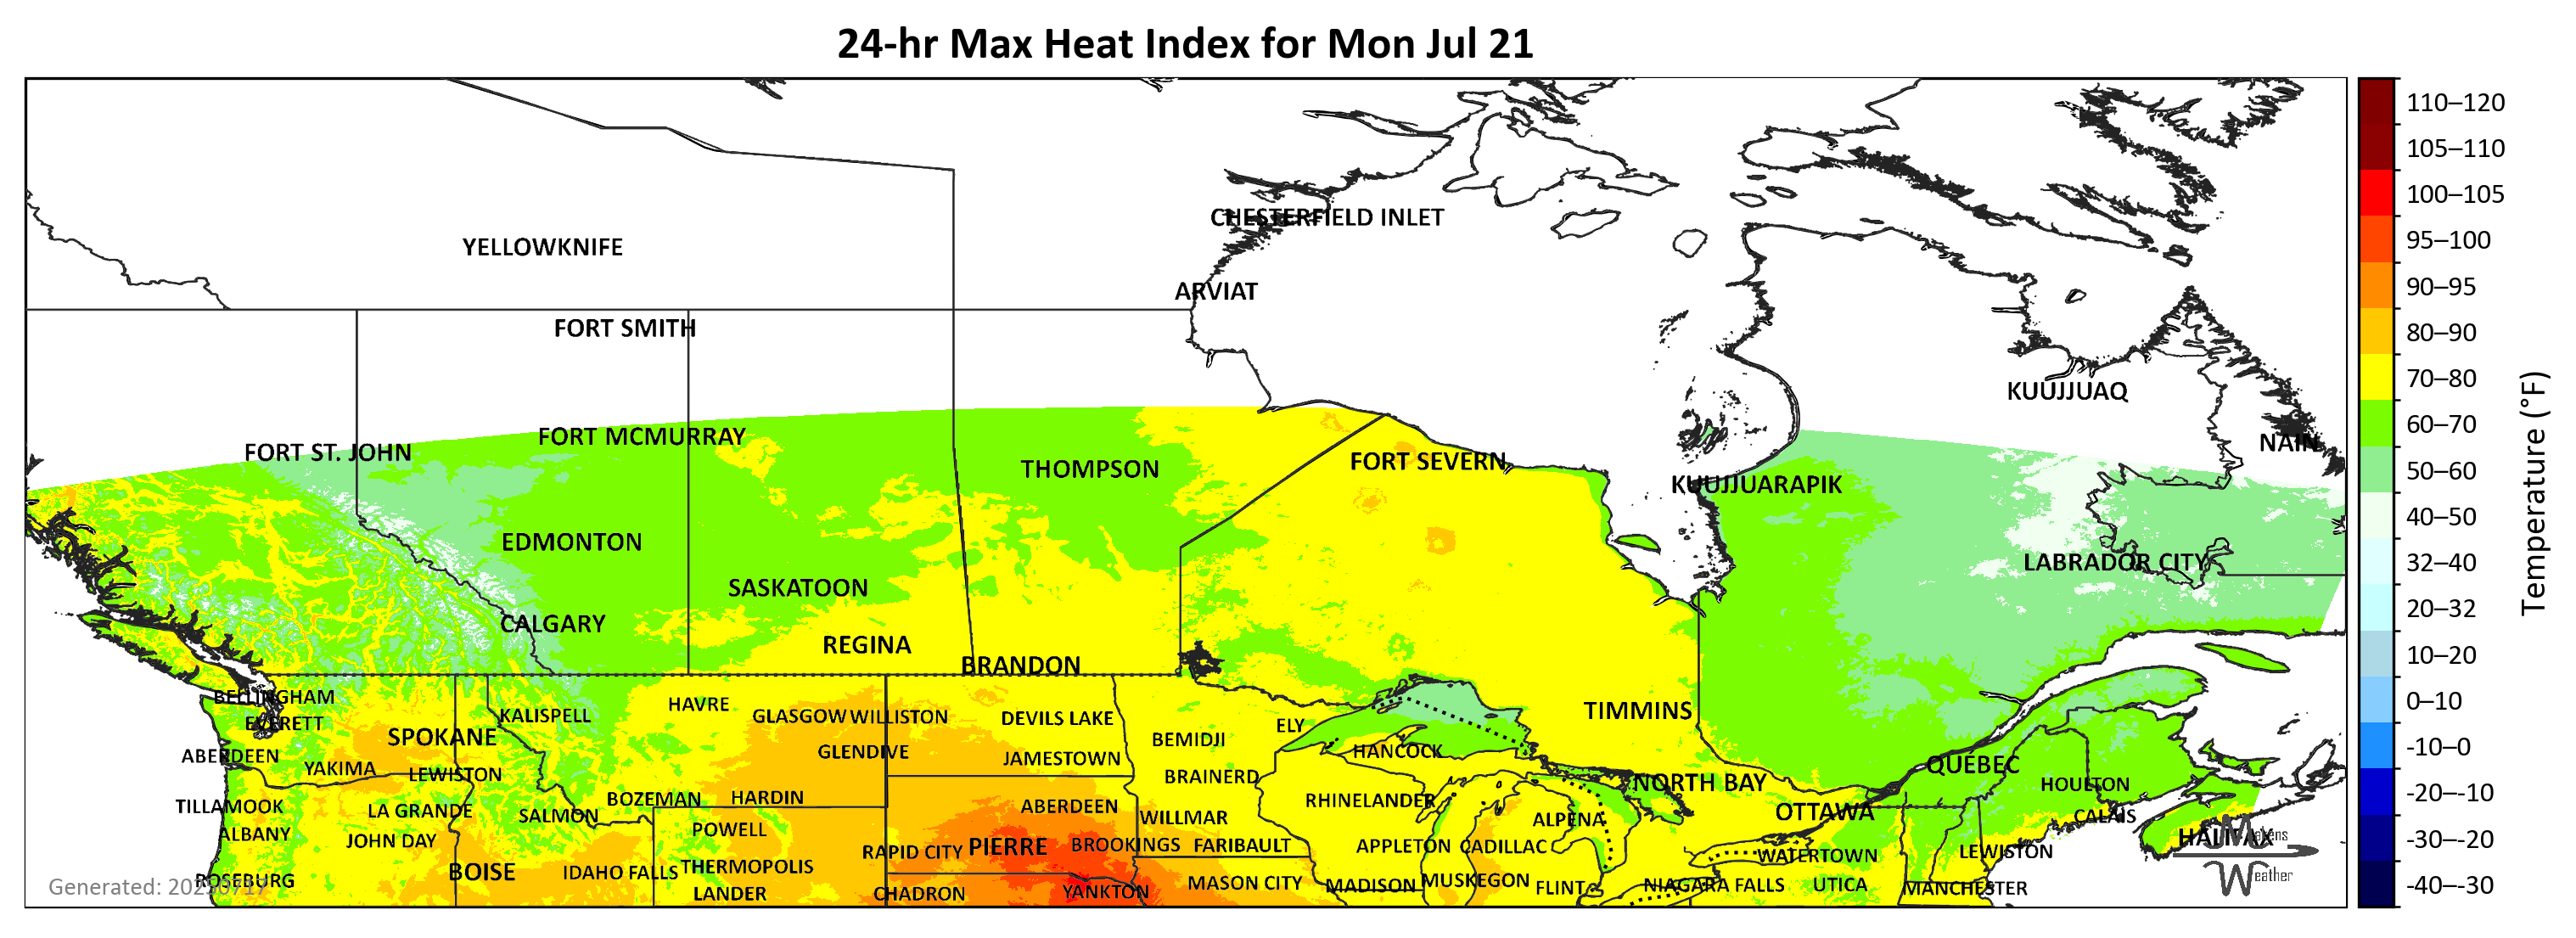 24-hr Max Heat Index for Mon Jul 21
CHESTERFIELD INLET
YELLOWKNIFE
ARVIAT
FORT SMITH
KUUJJUAQ
FORT MCMURRAY
NAIN
FORT ST. JOHN
FORT SEVERN
THOMPSON
KUUJJUARAPIK
EDMONTON
LABRADOR CITY
SASKATOON
CALGARY
REGINA
BRANDON
BELLINGHAM
HAVRE
TIMMINS
KALISPELL
GLASGOW WILLISTON
DEVILS LAKE
EVERETT
ELY
SPOKANE
BEMIDJI
HANCOCK
GLENDIVE
ABERDEEN
JAMESTOWN
QUÉBEC
YAKIMA
LEWISTON
BRAINERD
NORTH BAY
HOULTON
BOZEMAN
HARDIN
RHINELANDER
TILLAMOOK
ABERDEEN
LA GRANDE
SALMON
OTTAWA
CALAIS
WILLMAR
ALPENA
ALBANY
POWELL
HALIFAX
Makens
JOHN DAY
PIERRE
BROOKINGS
FARIBAULT
APPLETON
CADILLAC
RAPID CITY
WATERTOWN
LEWISTON
THERMOPOLIS
BOISE
IDAHO FALLS
Weather
ROSEBURG
MUSKEGON
MASON CITY
MADISON
FLINT
NIAGARA FALLS
UTICA
MANCHESTER
Generated: 20250717
LANDER
CHADRON
YANKTON
110–120
105–110
100–105
95–100
90–95
80–90
70–80
60–70
50–60
40–50
32–40
20–32
10–20
0–10
-10–0
-20–-10
-30–-20
-40–-30
Temperature (°F)